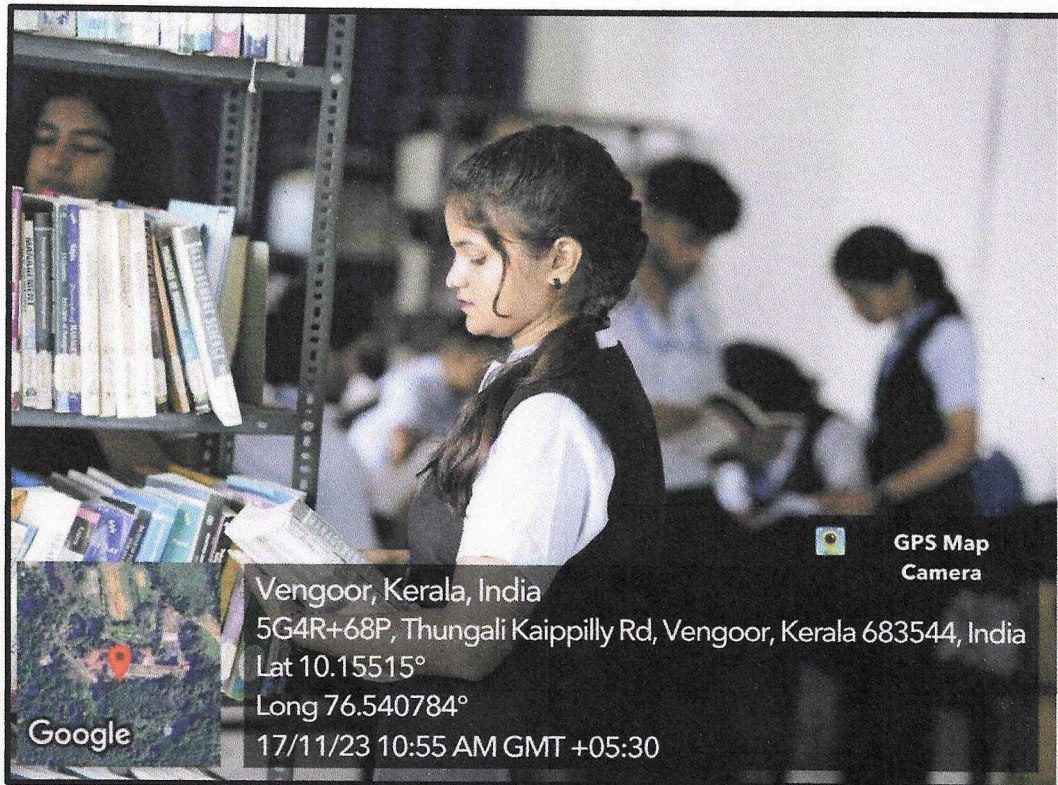 GPS Map
Camera
Vengoor, Kerala, India
5G4R+68P, Thungali Kaippilly Rd, Vengoor, Kerala 683544, India
Lat 10.15515°
Long 76.540784°
17/11/23 10:55 AM GMT +05:30
Google